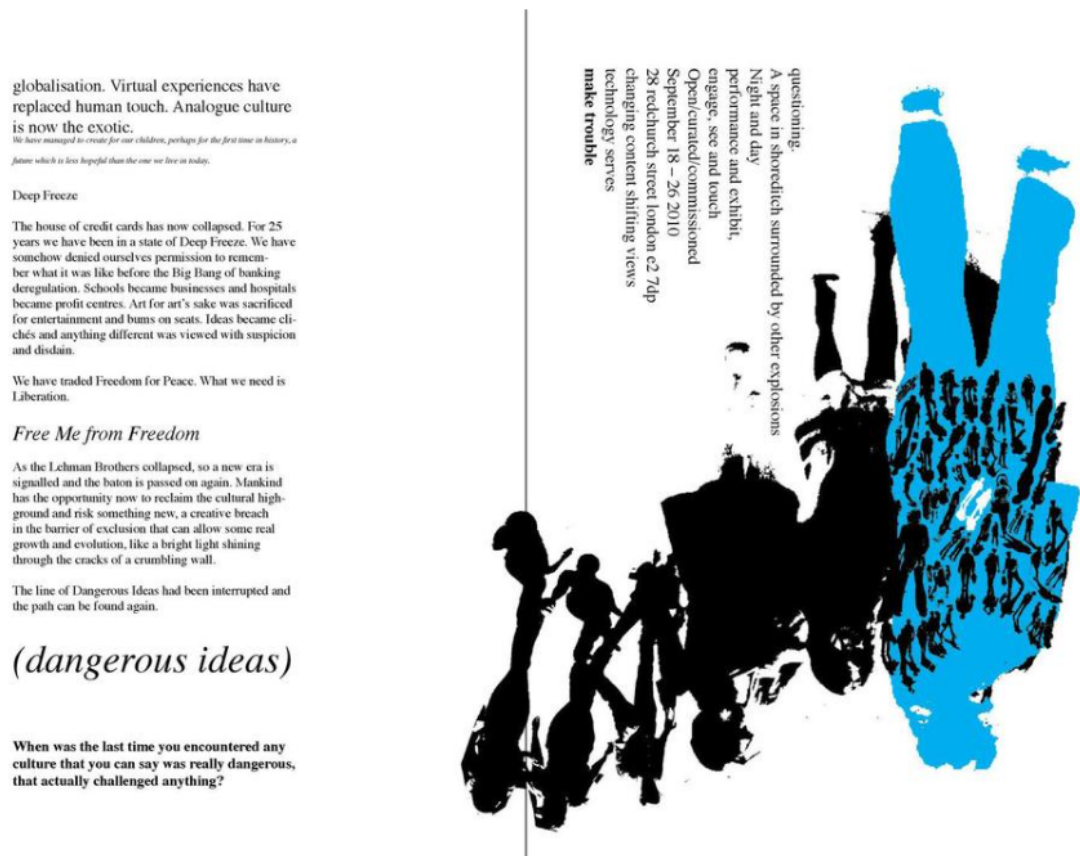 globalisation. Virtual experiences have
replaced human touch. Analogue culture
is now the exotic.
We have managed to create for our children, perhaps for the first time in history, a
future which is less hopeful than the one we live in today.
Deep Freeze
The house of credit cards has now collapsed. For 25
years we have been in a state of Deep Freeze. We have
somehow denied ourselves permission to remem-
ber what it was like before the Big Bang of banking
deregulation. Schools became businesses and hospitals
became profit centres. Art for art's sake was sacrificed
for entertainment and bums on seats. Ideas became cli-
chés and anything different was viewed with suspicion
and disdain.
We have traded Freedom for Peace. What we need is
Liberation.
Free Me from Freedom
As the Lehman Brothers collapsed, so a new era is
signalled and the baton is passed on again. Mankind
has the opportunity now to reclaim the cultural high-
ground and risk something new, a creative breach
in the barrier of exclusion that can allow some real
growth and evolution, like a bright light shining
through the cracks of a crumbling wall.
The line of Dangerous Ideas had been interrupted and
the path can be found again.
(dangerous ideas)
When was the last time you encountered any
culture that you can say was really dangerous,
that actually challenged anything?
questioning.
A space in shoreditch surrounded by other explosions
Night and day
performance and exhibit,
engage, see and touch
Open/curated/commissioned
September 18 – 26 2010
28 redchurch street london e2 7dp
changing content shifting views
technology serves
make trouble